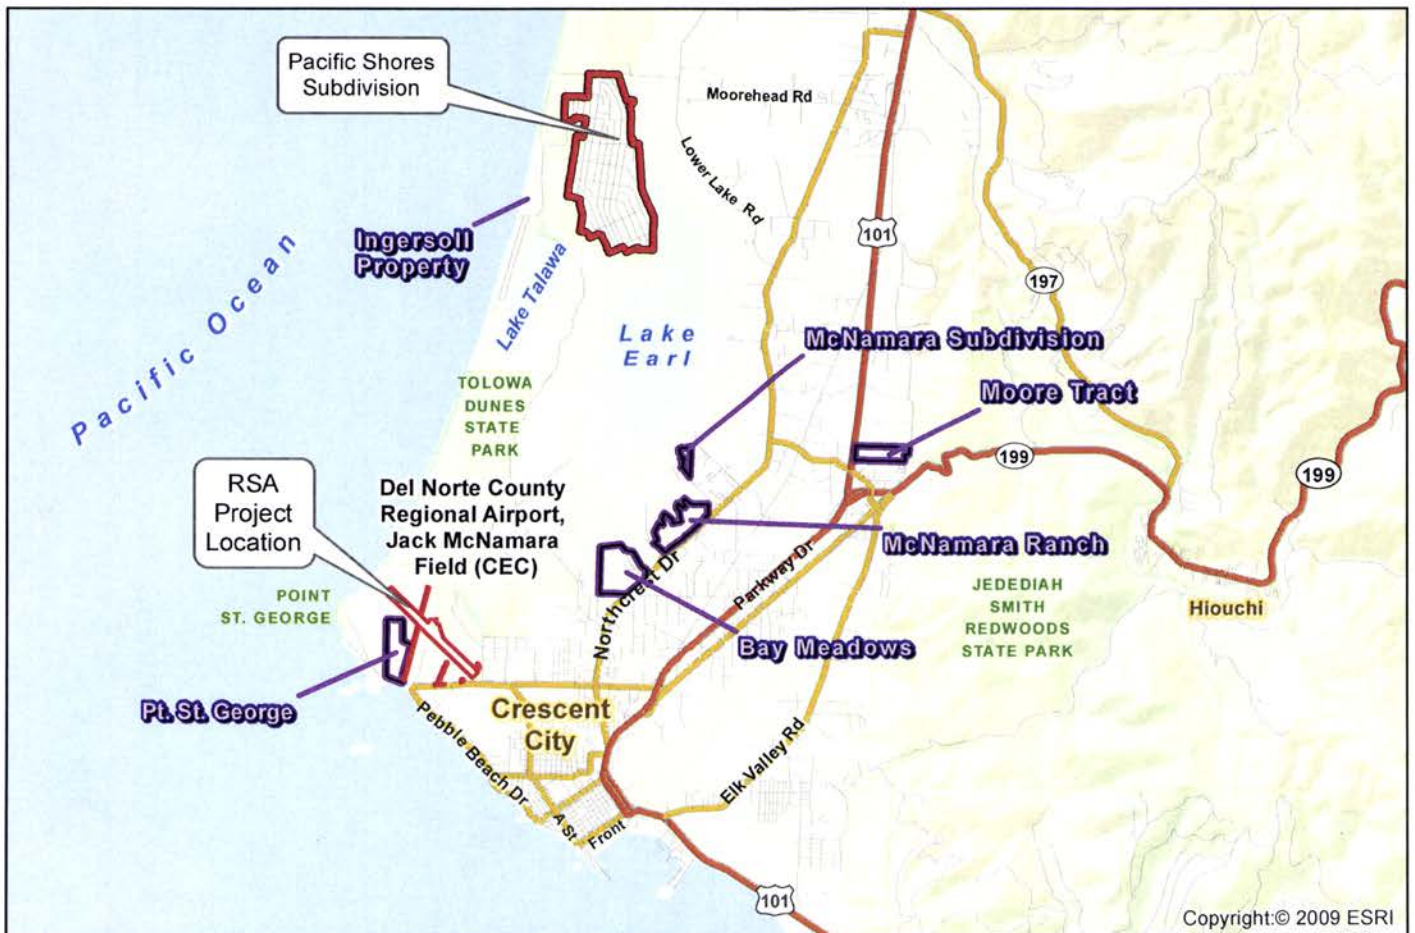 Pacific Shores
Subdivision
Moorehead Rd
Lower Lake Rd
101
Ingersoll
Property
Pacific Ocean
Lake Talawa
197
Lake
Earl
McNamara Subdivision
Moore Tract
TOLOWA
DUNES
STATE
PARK
199
199
RSA
Project
Location
Del Norte County
Regional Airport,
Jack McNamara
Field (CEC)
McNamara Ranch
Parkway Dr
Northcrest Dr
POINT
ST. GEORGE
JEDEDIAH
SMITH
REDWOODS
STATE PARK
Hiouchi
Bay Meadows
Pt. St. George
Crescent
City
Pebble Beach Dr
Elk Valley Rd
A St
Front
101
Copyright:© 2009 ESRI